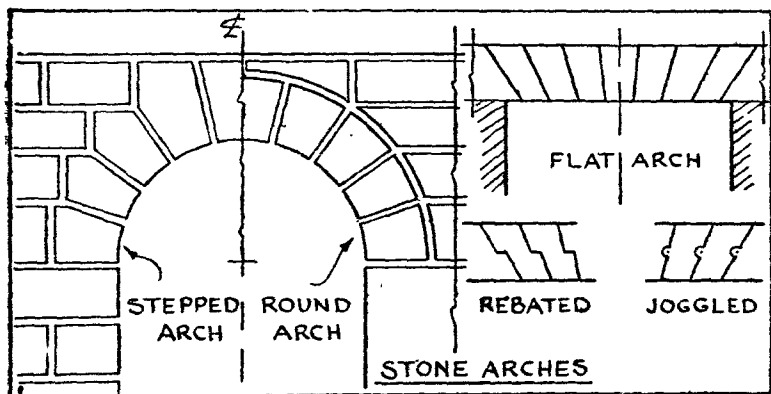 ℄
FLAT ARCH
STEPPED ARCH
ROUND ARCH
REBATED
JOGGLED
STONE ARCHES